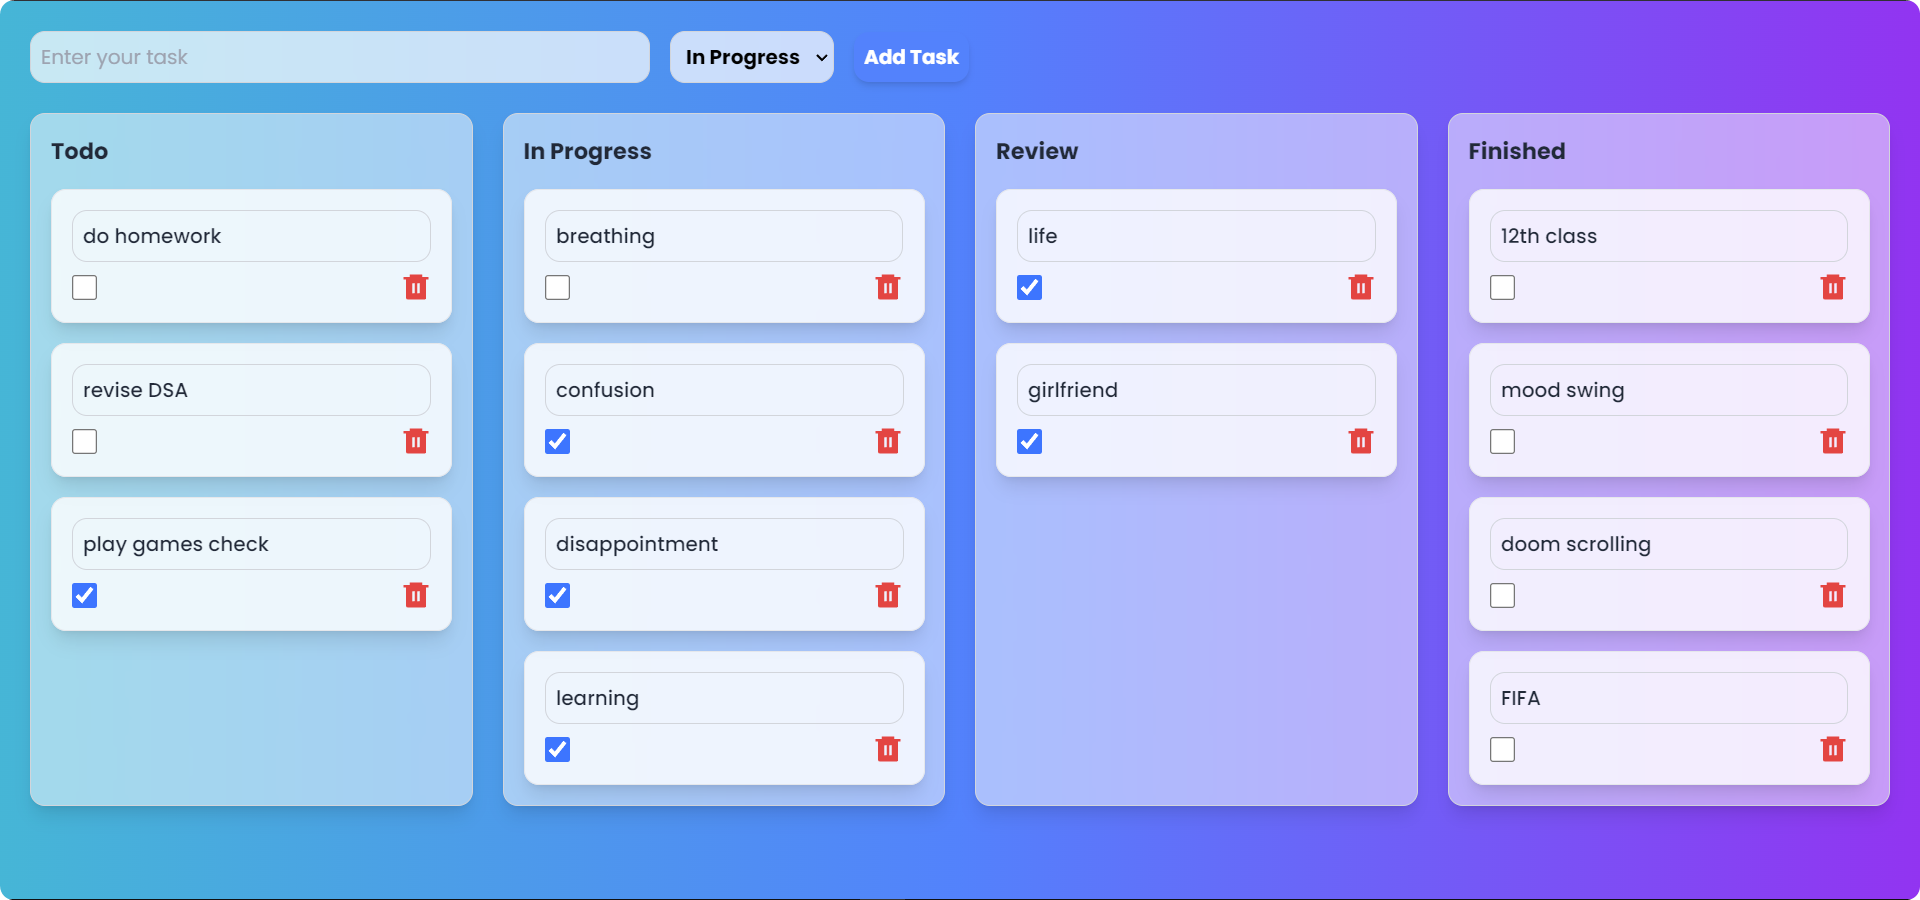 Enter your task
In Progress
Add Task
Todo
do homework
revise DSA
play games check
In Progress
breathing
confusion
disappointment
learning
Review
life
girlfriend
Finished
12th class
mood swing
doom scrolling
FIFA